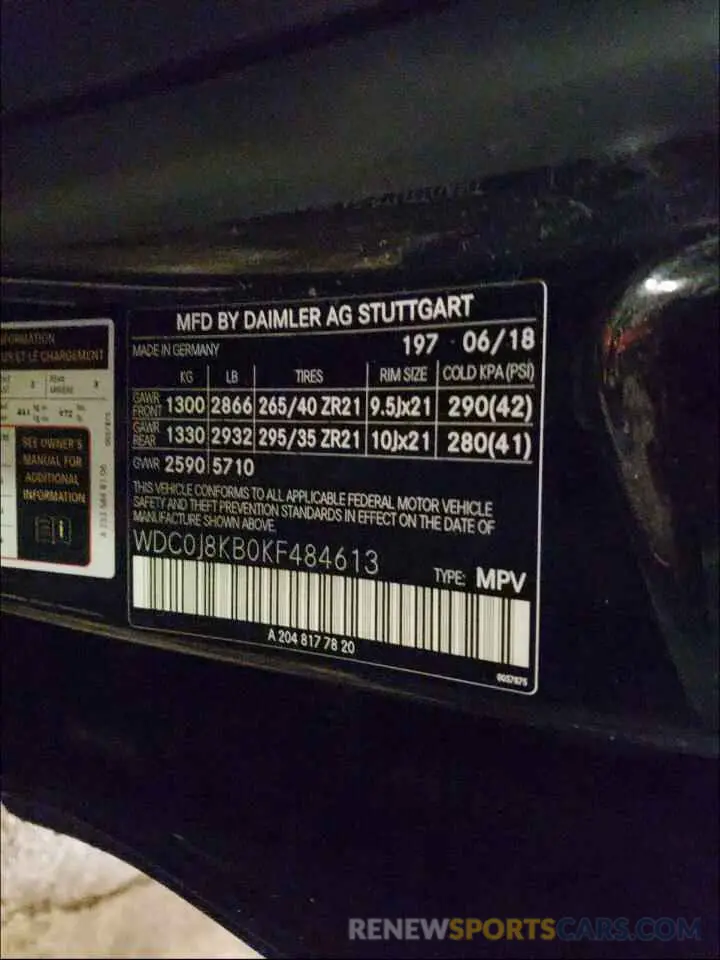 MFD BY DAIMLER AG STUTTGART
MADE IN GERMANY 197 06/18
KG LB TIRES RIM SIZE COLD KPA (PSI)
GAWR FRONT 1300 2866 265/40 ZR21 9.5Jx21 290(42)
GAWR REAR 1330 2932 295/35 ZR21 10Jx21 280(41)
GVWR 2590 5710
THIS VEHICLE CONFORMS TO ALL APPLICABLE FEDERAL MOTOR VEHICLE
SAFETY AND THEFT PREVENTION STANDARDS IN EFFECT ON THE DATE OF
MANUFACTURE SHOWN ABOVE.
WDC0J8KB0KF484613
TYPE: MPV
A 204 817 78 20
ET LE CHARGEMENT
SEE OWNER'S
MANUAL FOR
ADDITIONAL
INFORMATION
RENEWSPORTSCARS.COM